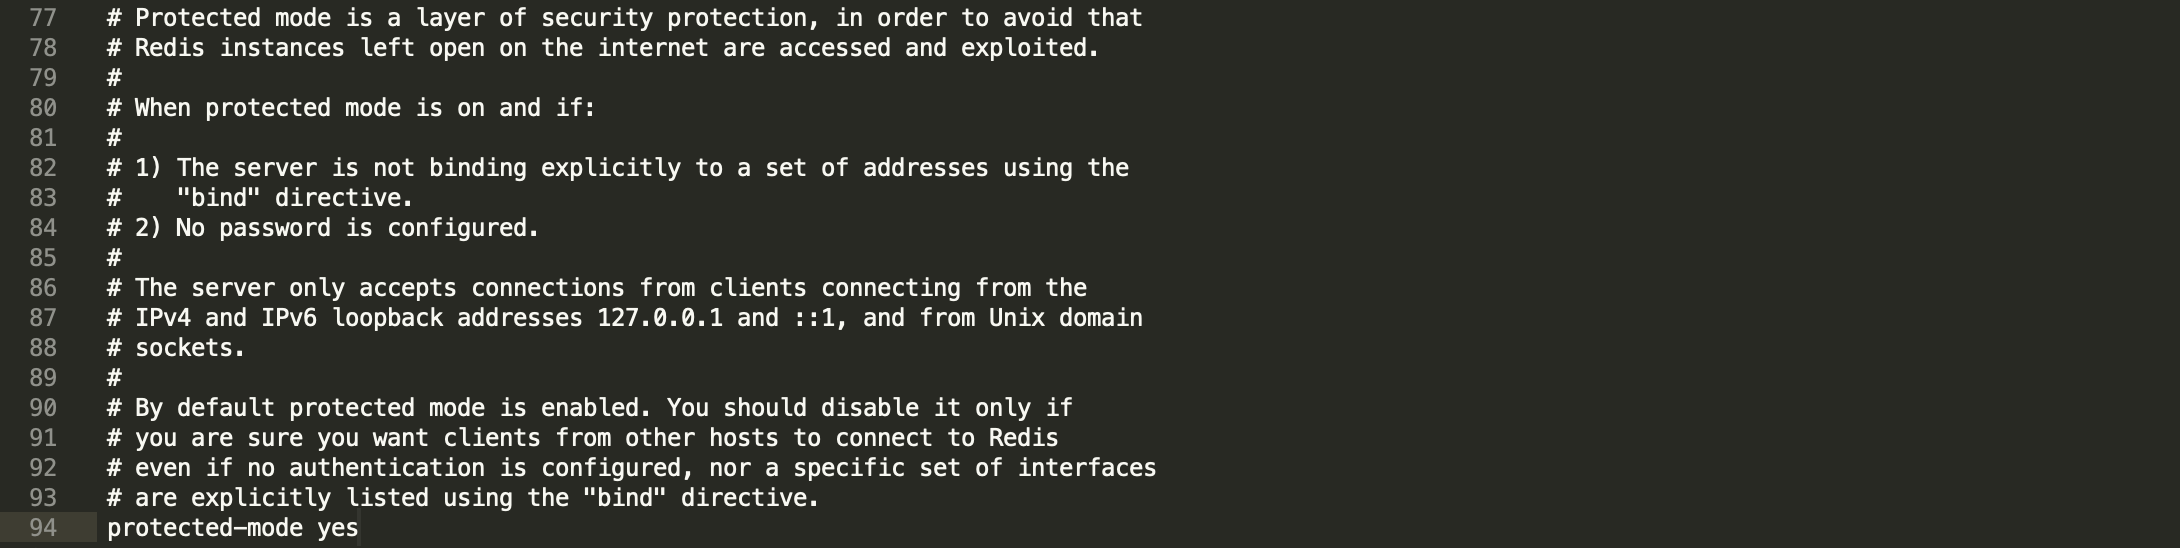 77 # Protected mode is a layer of security protection, in order to avoid that
78 # Redis instances left open on the internet are accessed and exploited.
79 #
80 # When protected mode is on and if:
81 #
82 # 1) The server is not binding explicitly to a set of addresses using the
83 #    "bind" directive.
84 # 2) No password is configured.
85 #
86 # The server only accepts connections from clients connecting from the
87 # IPv4 and IPv6 loopback addresses 127.0.0.1 and ::1, and from Unix domain
88 # sockets.
89 #
90 # By default protected mode is enabled. You should disable it only if
91 # you are sure you want clients from other hosts to connect to Redis
92 # even if no authentication is configured, nor a specific set of interfaces
93 # are explicitly listed using the "bind" directive.
94 protected-mode yes